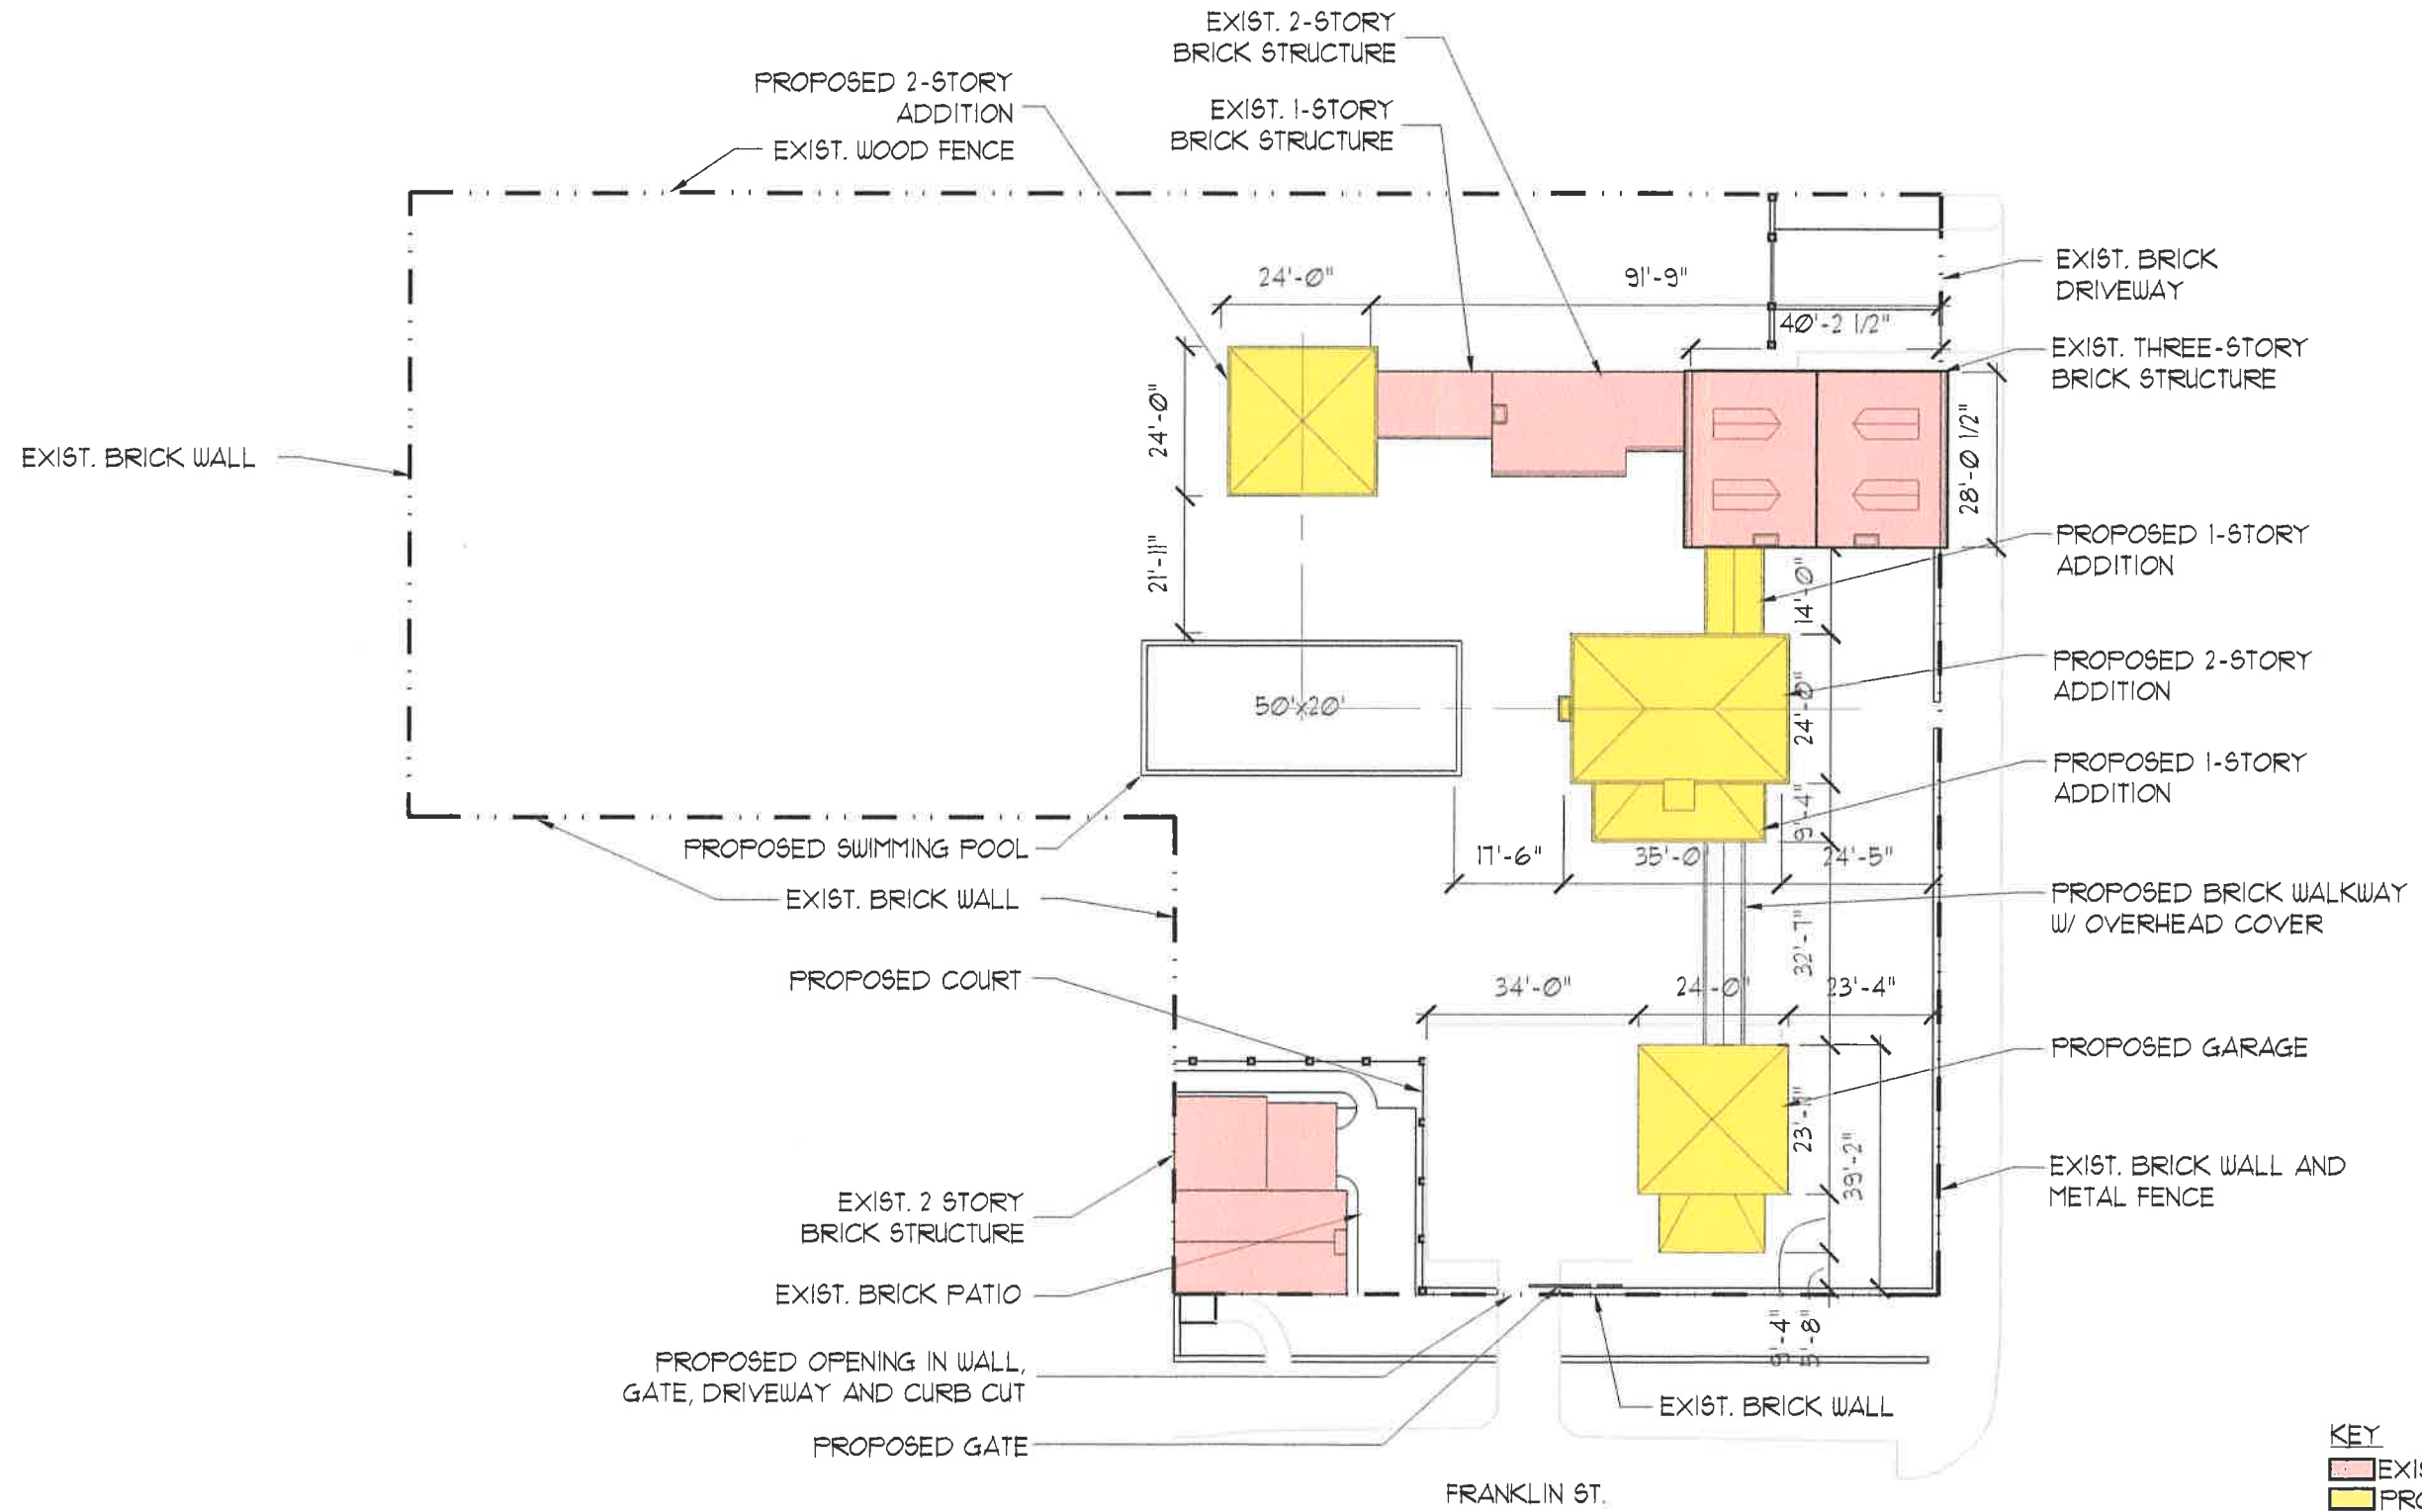 EXIST. 2-STORY
BRICK STRUCTURE
PROPOSED 2-STORY
ADDITION
EXIST. 1-STORY
BRICK STRUCTURE
EXIST. WOOD FENCE
24'-0"
91'-9"
EXIST. BRICK
DRIVEWAY
40'-2 1/2"
EXIST. THREE-STORY
BRICK STRUCTURE
24'-0"
EXIST. BRICK WALL
28'-0 1/2"
PROPOSED 1-STORY
ADDITION
21'-11"
14'-0"
PROPOSED 2-STORY
ADDITION
50'x20'
24'-0"
PROPOSED 1-STORY
ADDITION
9'-4"
PROPOSED SWIMMING POOL
17'-6"
35'-0
24'-5"
EXIST. BRICK WALL
PROPOSED BRICK WALKWAY
W/ OVERHEAD COVER
32'-7"
PROPOSED COURT
34'-0"
24'-0"
23'-4"
PROPOSED GARAGE
39'-2"
EXIST. BRICK WALL AND
METAL FENCE
EXIST. 2 STORY
BRICK STRUCTURE
EXIST. BRICK PATIO
9'-4"
5'-8"
PROPOSED OPENING IN WALL,
GATE, DRIVEWAY AND CURB CUT
EXIST. BRICK WALL
PROPOSED GATE
KEY
EXIS
PRO
FRANKLIN ST.